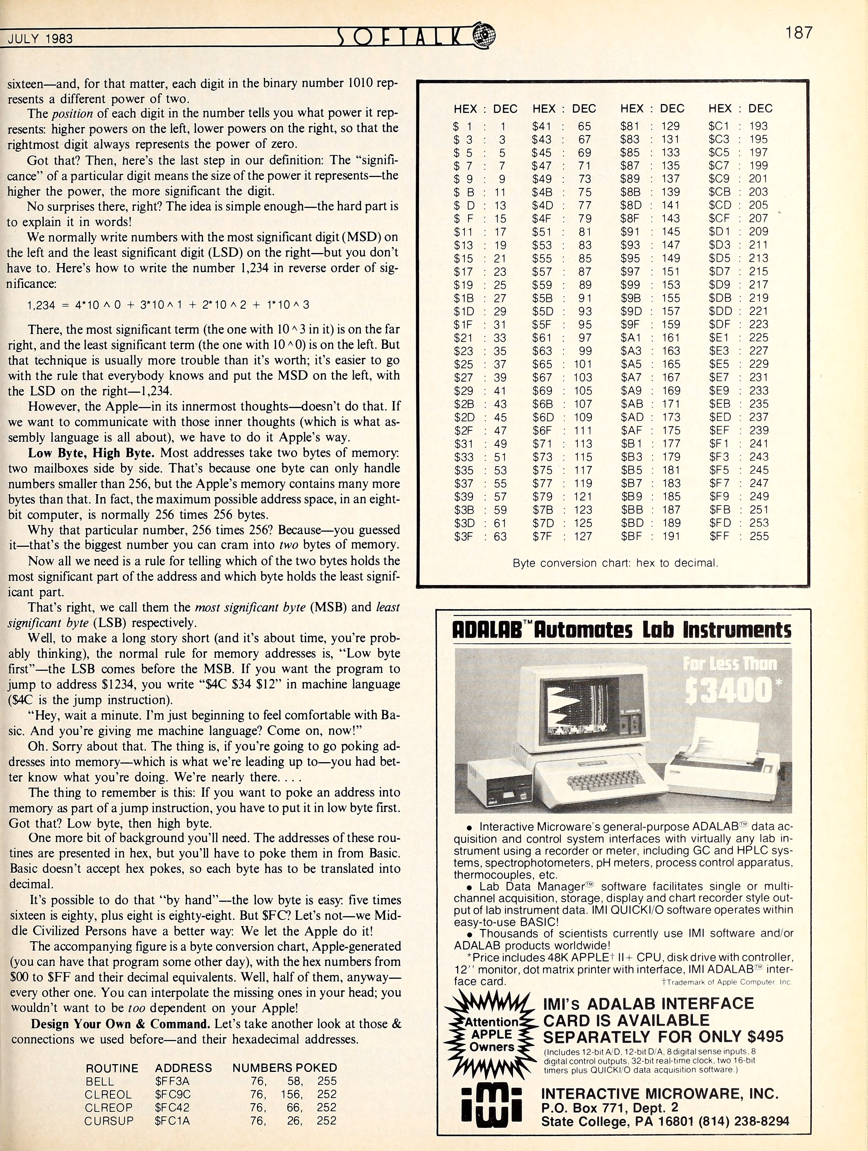 JULY 1983
SOFTALK
187
sixteen—and, for that matter, each digit in the binary number 1010 rep-
resents a different power of two.
The position of each digit in the number tells you what power it rep-
resents: higher powers on the left, lower powers on the right, so that the
rightmost digit always represents the power of zero.
Got that? Then, here's the last step in our definition: The “signifi-
cance” of a particular digit means the size of the power it represents—the
higher the power, the more significant the digit.
No surprises there, right? The idea is simple enough—the hard part is
to explain it in words!
We normally write numbers with the most significant digit (MSD) on
the left and the least significant digit (LSD) on the right—but you don't
have to. Here's how to write the number 1,234 in reverse order of sig-
nificance:
1,234 = 4*10 ^ 0 + 3*10 ^ 1 + 2*10 ^ 2 + 1*10 ^ 3
There, the most significant term (the one with 10 ^ 3 in it) is on the far
right, and the least significant term (the one with 10 ^ 0) is on the left. But
that technique is usually more trouble than it's worth; it's easier to go
with the rule that everybody knows and put the MSD on the left, with
the LSD on the right—1,234.
However, the Apple—in its innermost thoughts—doesn't do that. If
we want to communicate with those inner thoughts (which is what as-
sembly language is all about), we have to do it Apple's way.
Low Byte, High Byte. Most addresses take two bytes of memory:
two mailboxes side by side. That's because one byte can only handle
numbers smaller than 256, but the Apple's memory contains many more
bytes than that. In fact, the maximum possible address space, in an eight-
bit computer, is normally 256 times 256 bytes.
Why that particular number, 256 times 256? Because—you guessed
it—that's the biggest number you can cram into two bytes of memory.
Now all we need is a rule for telling which of the two bytes holds the
most significant part of the address and which byte holds the least signif-
icant part.
That's right, we call them the most significant byte (MSB) and least
significant byte (LSB) respectively.
Well, to make a long story short (and it's about time, you're prob-
ably thinking), the normal rule for memory addresses is, “Low byte
first”—the LSB comes before the MSB. If you want the program to
jump to address $1234, you write “$4C $34 $12” in machine language
($4C is the jump instruction).
“Hey, wait a minute. I'm just beginning to feel comfortable with Ba-
sic. And you're giving me machine language? Come on, now!”
Oh. Sorry about that. The thing is, if you're going to go poking ad-
dresses into memory—which is what we're leading up to—you had bet-
ter know what you're doing. We're nearly there. . . .
The thing to remember is this: If you want to poke an address into
memory as part of a jump instruction, you have to put it in low byte first.
Got that? Low byte, then high byte.
One more bit of background you'll need. The addresses of these rou-
tines are presented in hex, but you'll have to poke them in from Basic.
Basic doesn't accept hex pokes, so each byte has to be translated into
decimal.
It's possible to do that “by hand”—the low byte is easy: five times
sixteen is eighty, plus eight is eighty-eight. But $FC? Let's not—we Mid-
dle Civilized Persons have a better way: We let the Apple do it!
The accompanying figure is a byte conversion chart, Apple-generated
(you can have that program some other day), with the hex numbers from
$00 to $FF and their decimal equivalents. Well, half of them, anyway—
every other one. You can interpolate the missing ones in your head; you
wouldn't want to be too dependent on your Apple!
Design Your Own & Command. Let's take another look at those &
connections we used before—and their hexadecimal addresses.
ROUTINE ADDRESS NUMBERS POKED
BELL $FF3A 76, 58, 255
CLREOL $FC9C 76, 156, 252
CLREOP $FC42 76, 66, 252
CURSUP $FC1A 76, 26, 252
HEX : DEC HEX : DEC HEX : DEC HEX : DEC
$ 1 : 1 $41 : 65 $81 : 129 $C1 : 193
$ 3 : 3 $43 : 67 $83 : 131 $C3 : 195
$ 5 : 5 $45 : 69 $85 : 133 $C5 : 197
$ 7 : 7 $47 : 71 $87 : 135 $C7 : 199
$ 9 : 9 $49 : 73 $89 : 137 $C9 : 201
$ B : 11 $4B : 75 $8B : 139 $CB : 203
$ D : 13 $4D : 77 $8D : 141 $CD : 205
$ F : 15 $4F : 79 $8F : 143 $CF : 207
$11 : 17 $51 : 81 $91 : 145 $D1 : 209
$13 : 19 $53 : 83 $93 : 147 $D3 : 211
$15 : 21 $55 : 85 $95 : 149 $D5 : 213
$17 : 23 $57 : 87 $97 : 151 $D7 : 215
$19 : 25 $59 : 89 $99 : 153 $D9 : 217
$1B : 27 $5B : 91 $9B : 155 $DB : 219
$1D : 29 $5D : 93 $9D : 157 $DD : 221
$1F : 31 $5F : 95 $9F : 159 $DF : 223
$21 : 33 $61 : 97 $A1 : 161 $E1 : 225
$23 : 35 $63 : 99 $A3 : 163 $E3 : 227
$25 : 37 $65 : 101 $A5 : 165 $E5 : 229
$27 : 39 $67 : 103 $A7 : 167 $E7 : 231
$29 : 41 $69 : 105 $A9 : 169 $E9 : 233
$2B : 43 $6B : 107 $AB : 171 $EB : 235
$2D : 45 $6D : 109 $AD : 173 $ED : 237
$2F : 47 $6F : 111 $AF : 175 $EF : 239
$31 : 49 $71 : 113 $B1 : 177 $F1 : 241
$33 : 51 $73 : 115 $B3 : 179 $F3 : 243
$35 : 53 $75 : 117 $B5 : 181 $F5 : 245
$37 : 55 $77 : 119 $B7 : 183 $F7 : 247
$39 : 57 $79 : 121 $B9 : 185 $F9 : 249
$3B : 59 $7B : 123 $BB : 187 $FB : 251
$3D : 61 $7D : 125 $BD : 189 $FD : 253
$3F : 63 $7F : 127 $BF : 191 $FF : 255
Byte conversion chart: hex to decimal.
ADALAB™ Automates Lab Instruments
For Less Than
$3400*
• Interactive Microware's general-purpose ADALAB™ data ac-
quisition and control system interfaces with virtually any lab in-
strument using a recorder or meter, including GC and HPLC sys-
tems, spectrophotometers, pH meters, process control apparatus,
thermocouples, etc.
• Lab Data Manager™ software facilitates single or multi-
channel acquisition, storage, display and chart recorder style out-
put of lab instrument data. IMI QUICKI/O software operates within
easy-to-use BASIC!
• Thousands of scientists currently use IMI software and/or
ADALAB products worldwide!
*Price includes 48K APPLE† II+ CPU, disk drive with controller,
12'' monitor, dot matrix printer with interface, IMI ADALAB™ inter-
face card. †Trademark of Apple Computer. Inc.
Attention
APPLE
Owners
IMI's ADALAB INTERFACE
CARD IS AVAILABLE
SEPARATELY FOR ONLY $495
(Includes 12-bit A/D, 12-bit D/A, 8 digital sense inputs, 8
digital control outputs, 32-bit real-time clock, two 16-bit
timers plus QUICKI/O data acquisition software.)
imi
INTERACTIVE MICROWARE, INC.
P.O. Box 771, Dept. 2
State College, PA 16801 (814) 238-8294